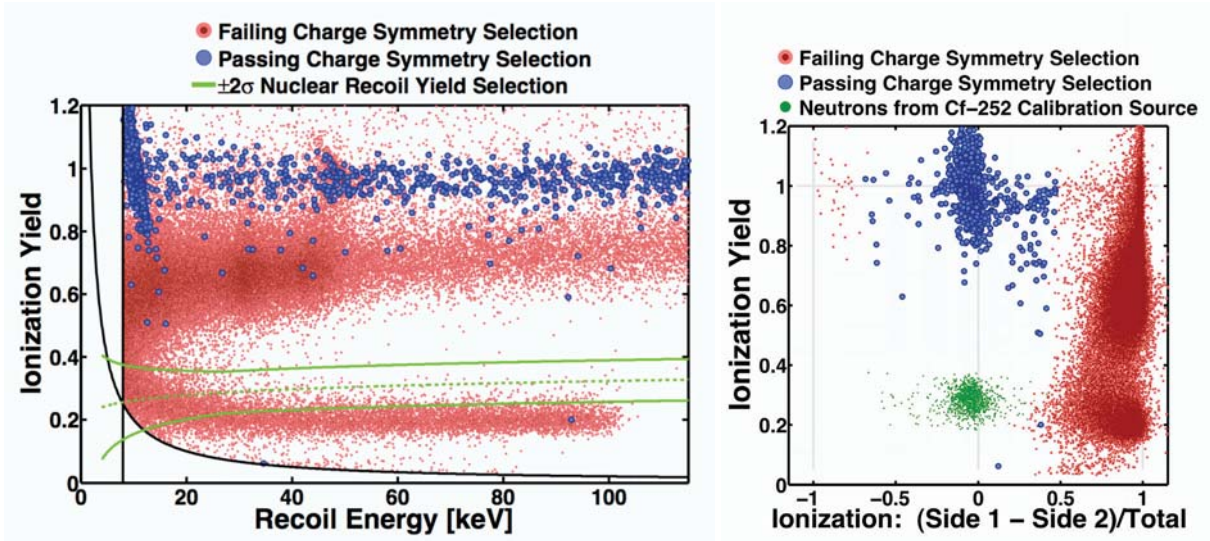 Failing Charge Symmetry Selection
Passing Charge Symmetry Selection
±2σ Nuclear Recoil Yield Selection
1.2
1
0.8
0.6
0.4
0.2
0
Ionization Yield
0 20 40 60 80 100
Recoil Energy [keV]
Failing Charge Symmetry Selection
Passing Charge Symmetry Selection
Neutrons from Cf−252 Calibration Source
1.2
1
0.8
0.6
0.4
0.2
0
Ionization Yield
−1 −0.5 0 0.5 1
Ionization: (Side 1 − Side 2)/Total